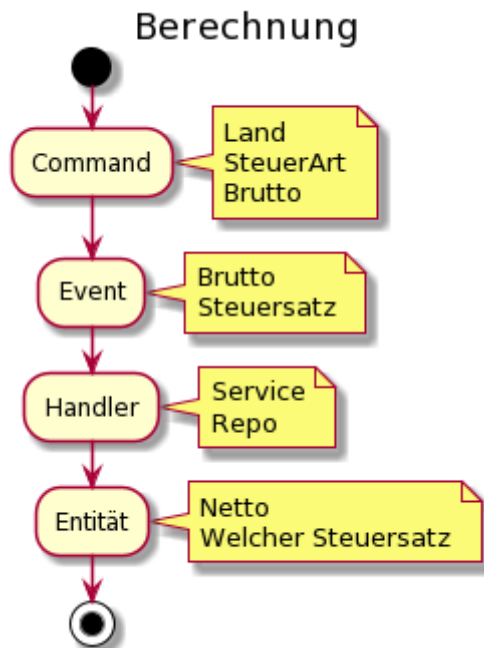 Berechnung
Command
Land
SteuerArt
Brutto
Event
Brutto
Steuersatz
Handler
Service
Repo
Entität
Netto
Welcher Steuersatz